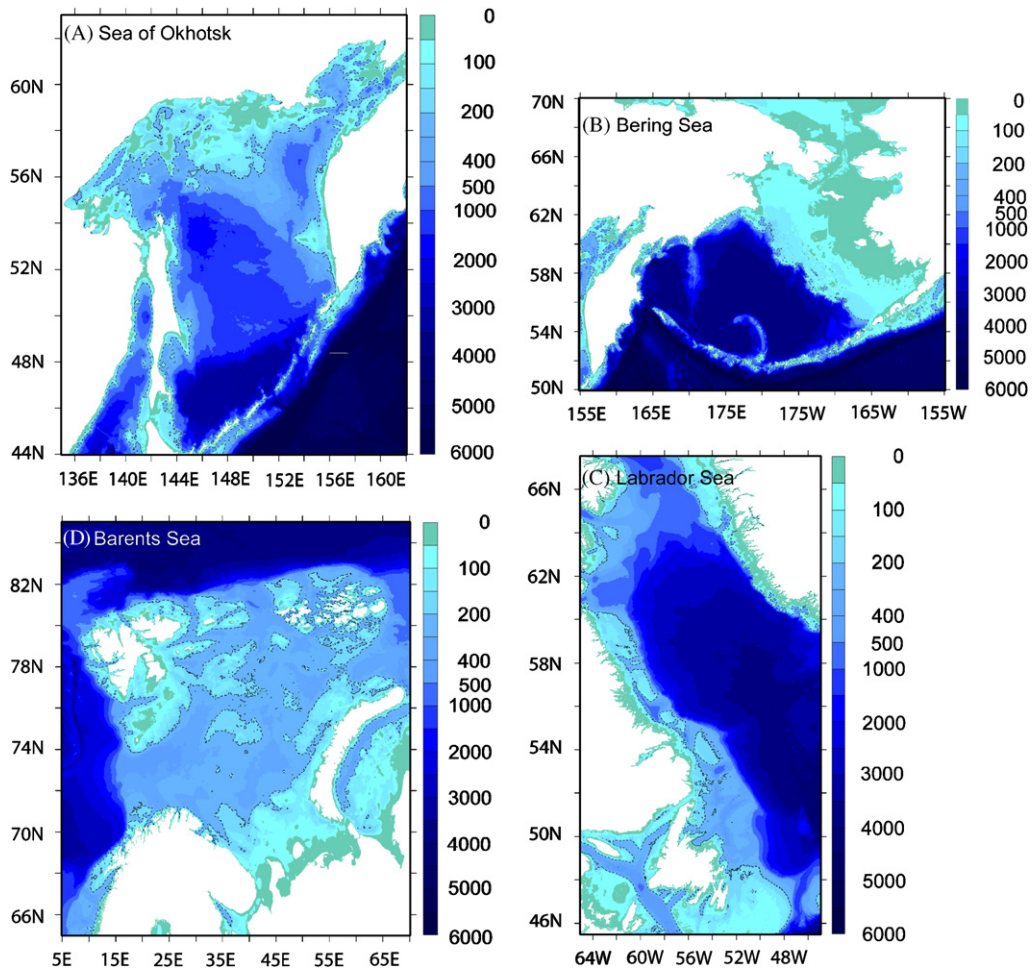 (A) Sea of Okhotsk
60N
56N
52N
48N
44N
136E 140E 144E 148E 152E 156E 160E
0
100
200
400
500
1000
2000
3000
4000
5000
6000
(B) Bering Sea
70N
66N
62N
58N
54N
50N
155E 165E 175E 175W 165W 155W
0
100
200
400
500
1000
2000
3000
4000
5000
6000
(D) Barents Sea
82N
78N
74N
70N
66N
5E 15E 25E 35E 45E 55E 65E
0
100
200
400
500
1000
2000
3000
4000
5000
6000
(C) Labrador Sea
66N
62N
58N
54N
50N
46N
64W 60W 56W 52W 48W
0
100
200
400
500
1000
2000
3000
4000
5000
6000